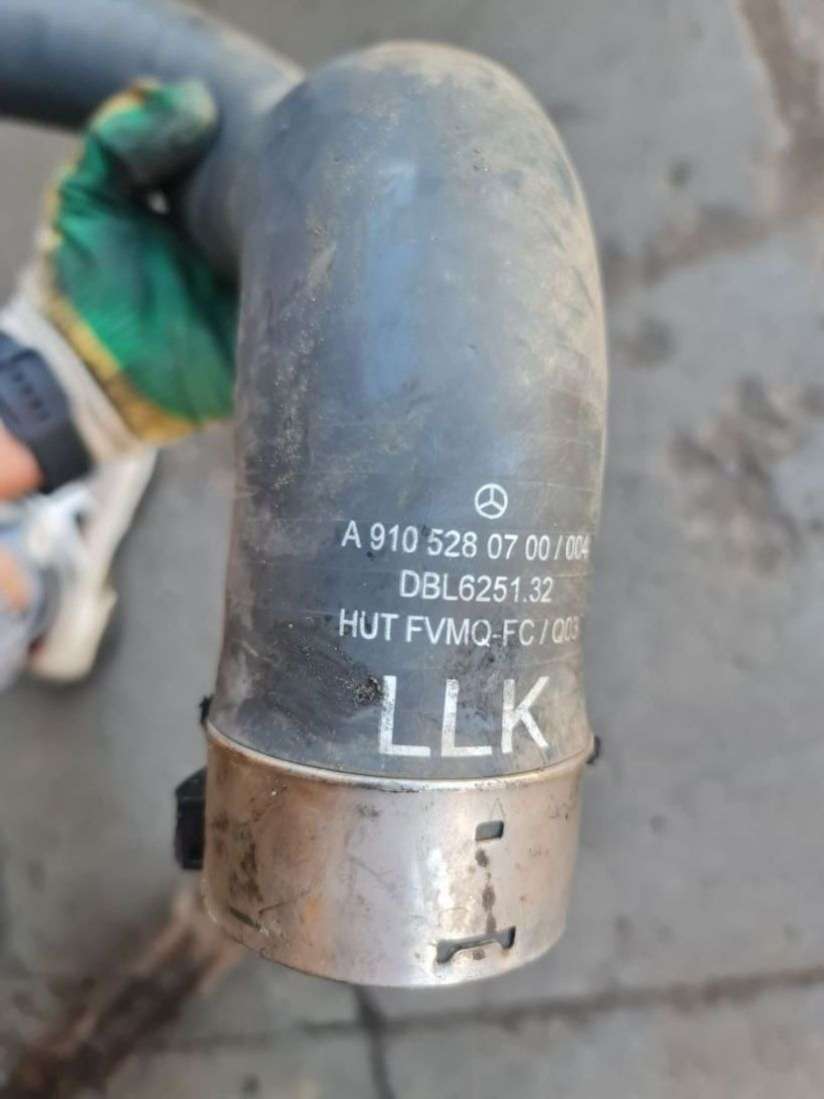 A 910 528 07 00 / 004
DBL6251.32
HUT FVMQ-FC / Q03
LLK